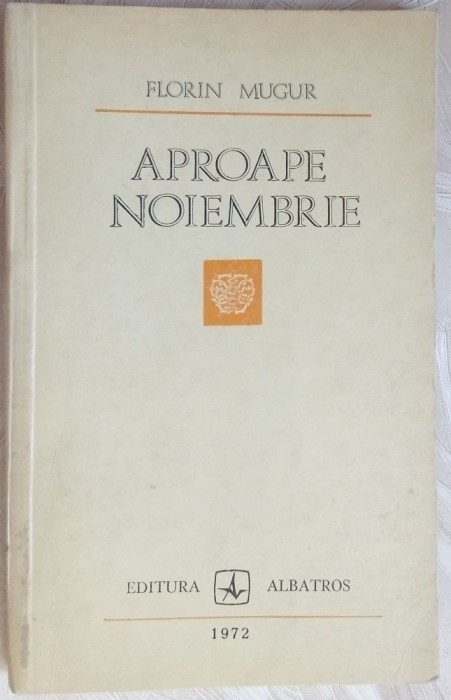 FLORIN MUGUR
APROAPE
NOIEMBRIE
EDITURA ALBATROS
1972